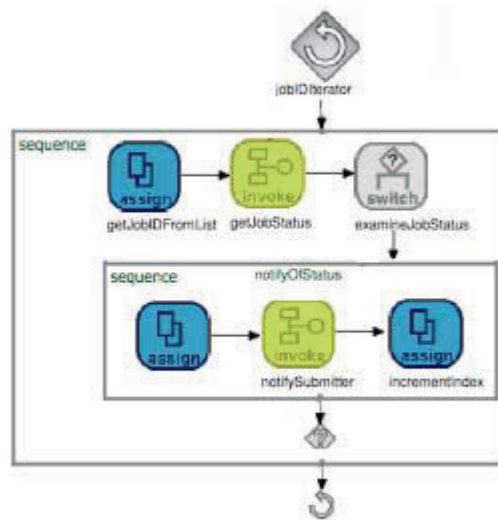 jobIDIterator
sequence
assign
invoke
switch
getJobIDFromList
getJobStatus
examineJobStatus
sequence
notifyOfStatus
assign
invoke
assign
notifySubmitter
incrementIndex